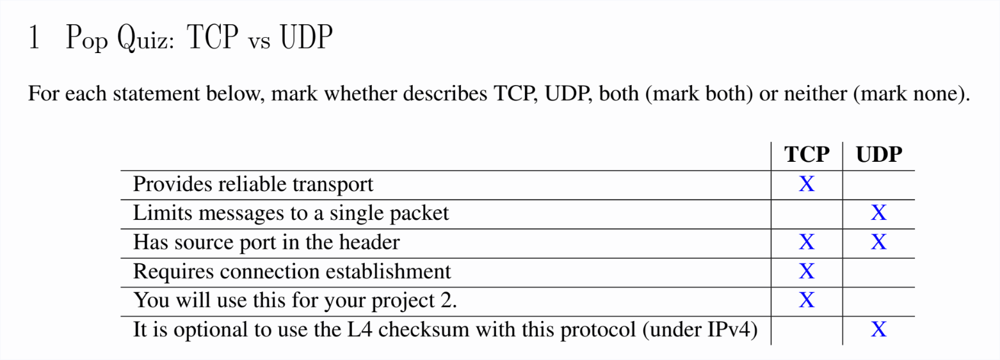 1 Pop Quiz: TCP vs UDP
For each statement below, mark whether describes TCP, UDP, both (mark both) or neither (mark none).
TCP UDP
Provides reliable transport X
Limits messages to a single packet X
Has source port in the header X X
Requires connection establishment X
You will use this for your project 2. X
It is optional to use the L4 checksum with this protocol (under IPv4) X